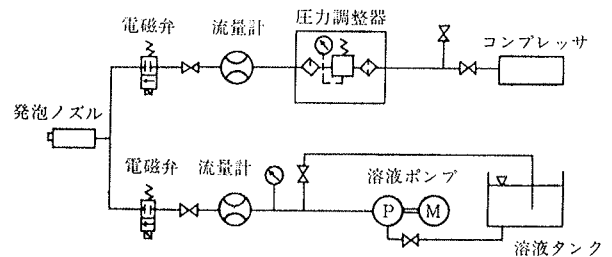 電磁弁
流量計
圧力調整器
コンプレッサ
発泡ノズル
電磁弁
流量計
溶液ポンプ
P
M
溶液タンク